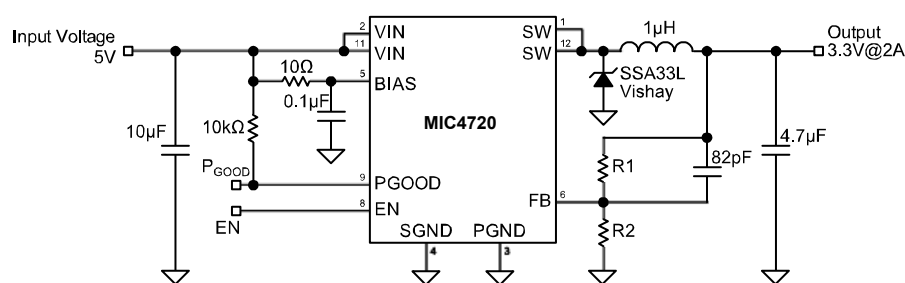 Input Voltage
5V
2
VIN
11
VIN
10Ω
5
BIAS
0.1µF
10kΩ
10µF
PGOOD
9
PGOOD
8
EN
EN
MIC4720
SGND
4
PGND
3
1
SW
12
SW
1µH
SSA33L
Vishay
Output
3.3V@2A
R1
82pF
4.7µF
6
FB
R2